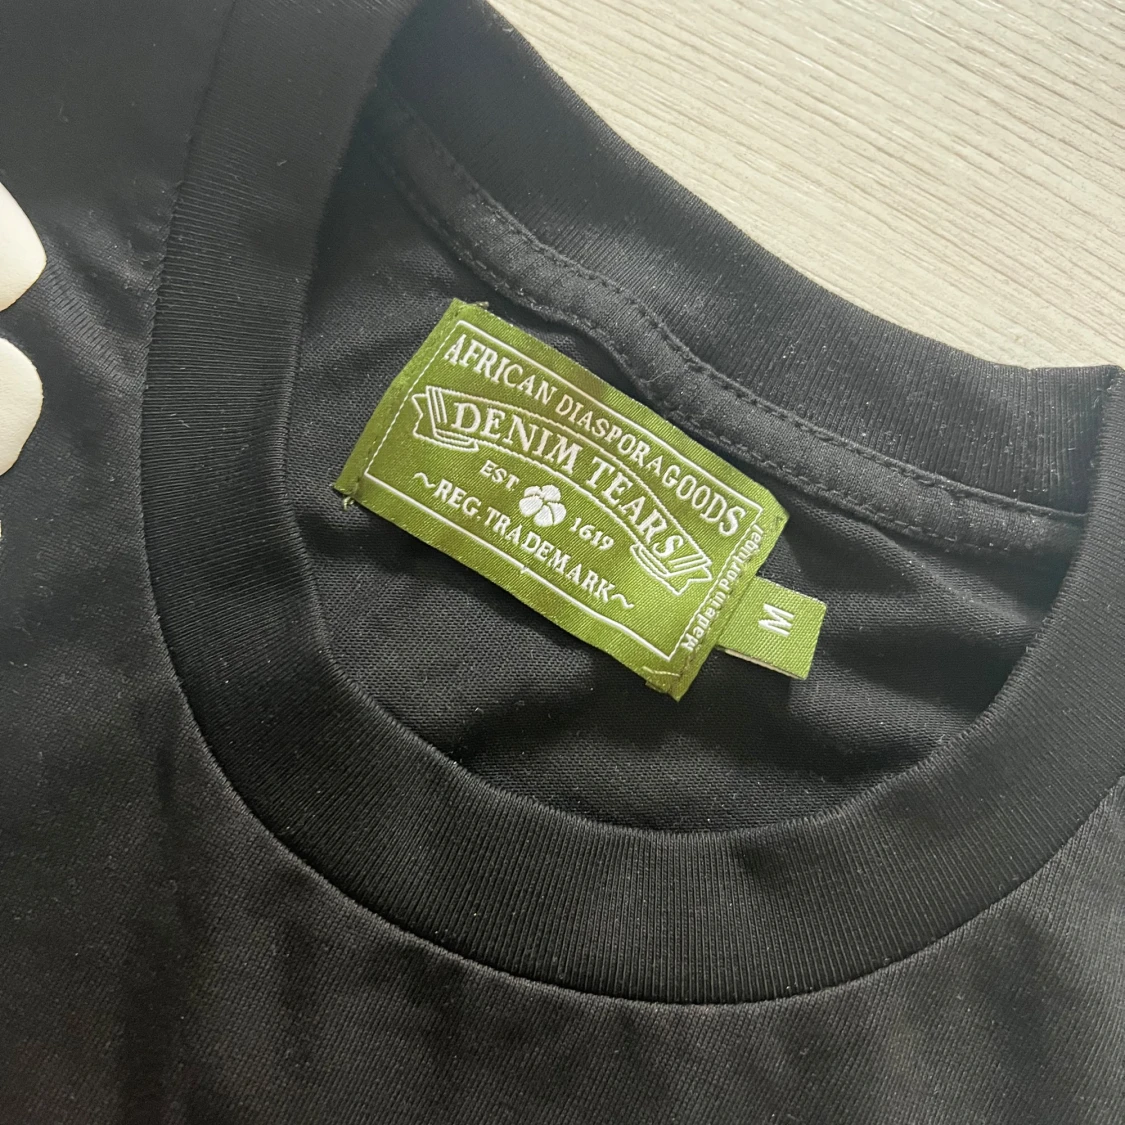 AFRICAN DIASPORA GOODS
DENIM TEARS
EST 1619
~REG. TRADEMARK~
Made in Portugal
M